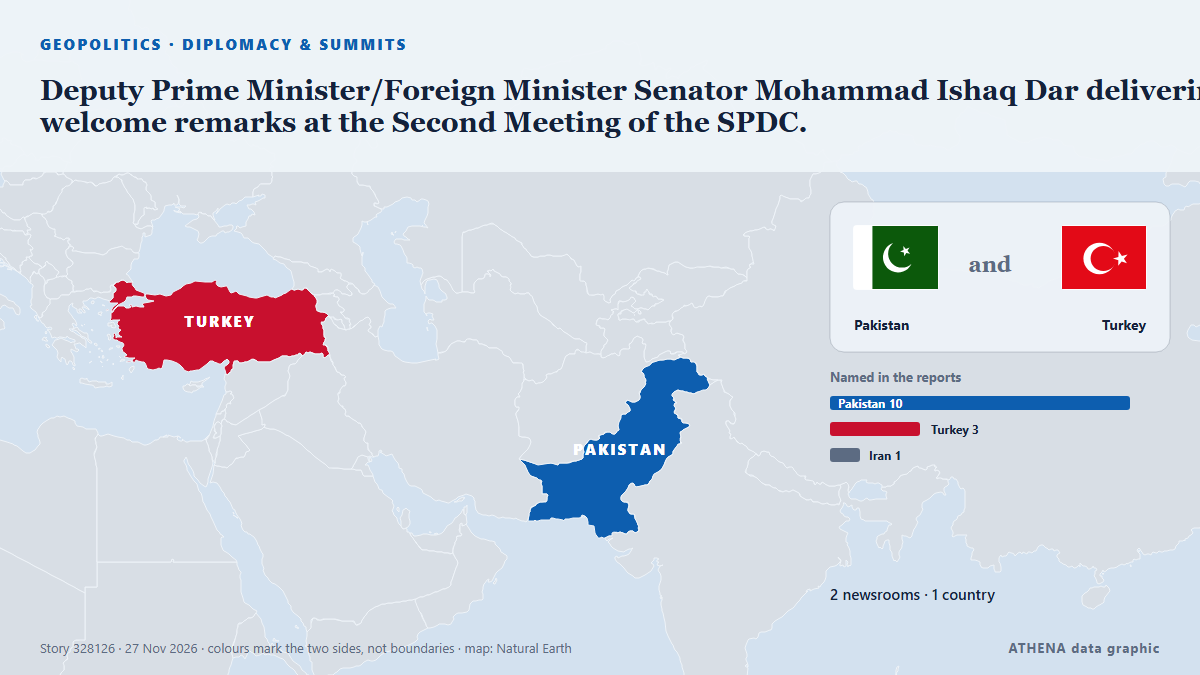 GEOPOLITICS · DIPLOMACY & SUMMITS
Deputy Prime Minister/Foreign Minister Senator Mohammad Ishaq Dar
welcome remarks at the Second Meeting of the SPDC.
TURKEY
PAKISTAN
and
Pakistan
Turkey
Named in the reports
Pakistan 10
Turkey 3
Iran 1
2 newsrooms · 1 country
Story 328126 · 27 Nov 2026 · colours mark the two sides, not boundaries · map: Natural Earth
ATHENA data graphic